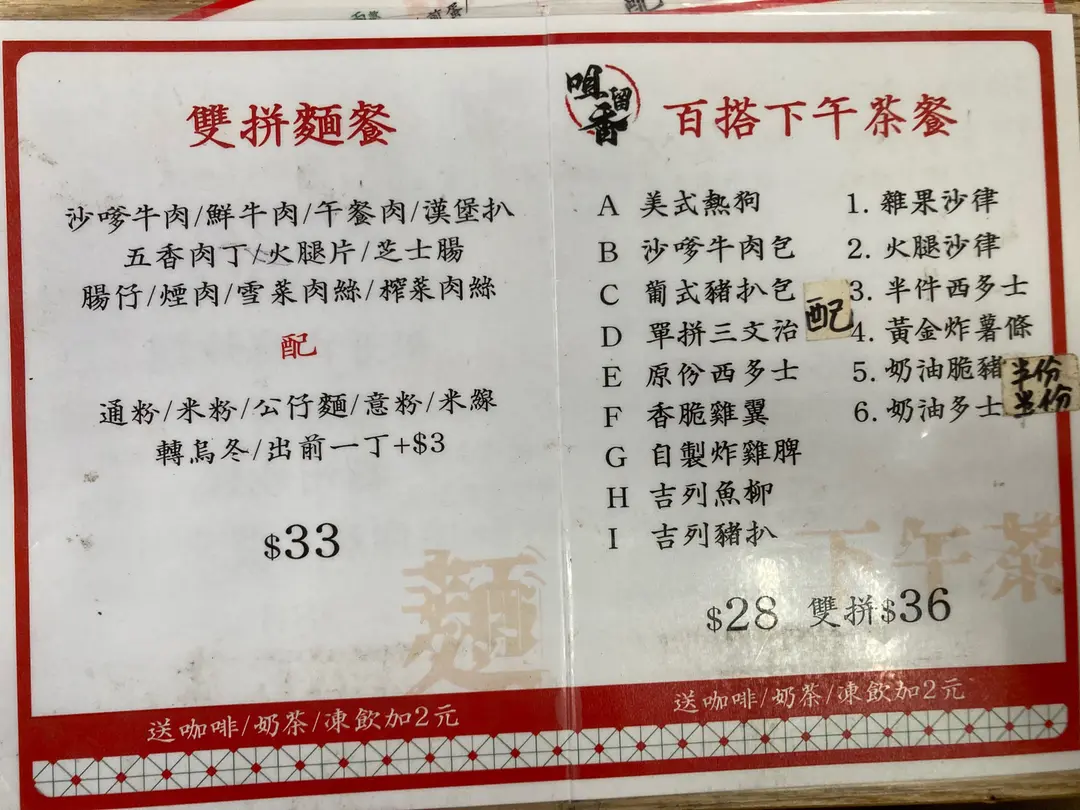 雙拼麵餐
沙嗲牛肉/鮮牛肉/午餐肉/漢堡扒
五香肉丁/火腿片/芝士腸
腸仔/煙肉/雪菜肉絲/榨菜肉絲
配
通粉/米粉/公仔麵/意粉/米線
轉烏冬/出前一丁+$3
$33
麵
送咖啡/奶茶/凍飲加2元
咀留香
百搭下午茶餐
A 美式熱狗
B 沙嗲牛肉包
C 葡式豬扒包
D 單拼三文治
E 原份西多士
F 香脆雞翼
G 自製炸雞脾
H 吉列魚柳
I 吉列豬扒
配
1. 雜果沙律
2. 火腿沙律
3. 半件西多士
4. 黃金炸薯條
5. 奶油脆豬 半份
6. 奶油多士 半份
下午茶
$28 雙拼$36
送咖啡/奶茶/凍飲加2元